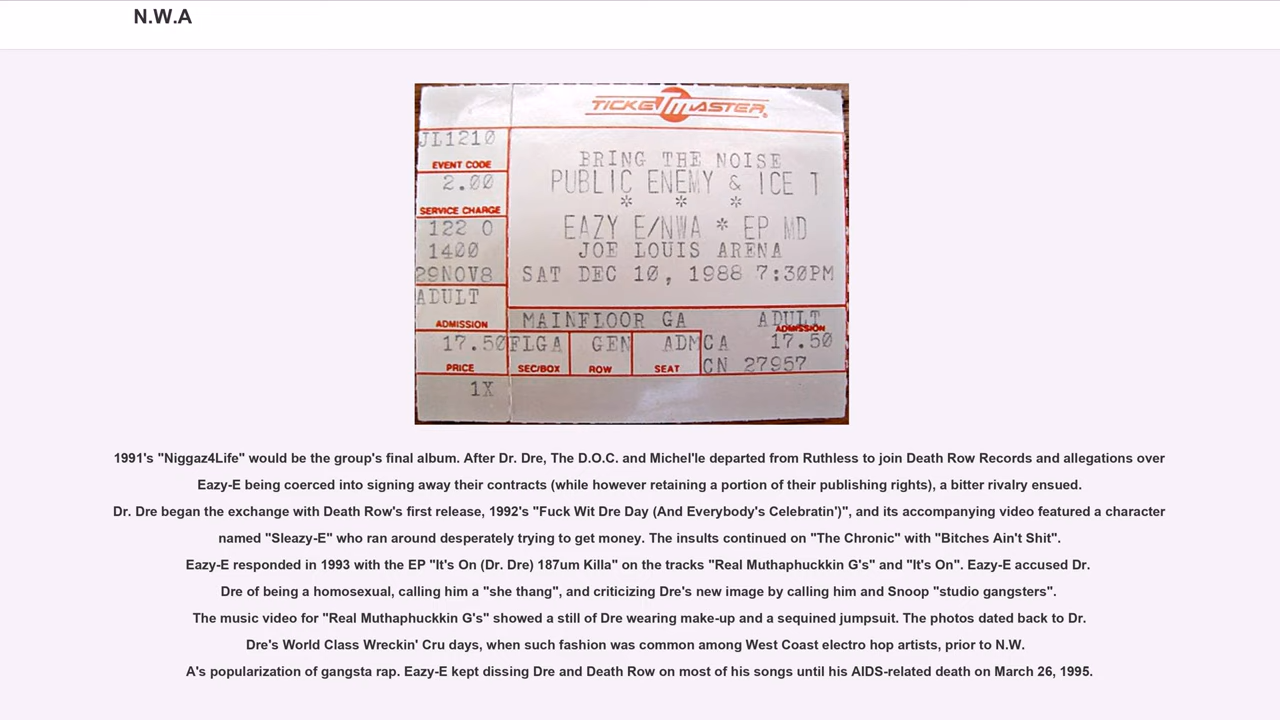 N.W.A
TICKETMASTER
JL1210
EVENT CODE
2.00
SERVICE CHARGE
122 0
1400
29NOV8
ADULT
ADMISSION
17.50
PRICE
1X
BRING THE NOISE
PUBLIC ENEMY & ICE T
* * *
EAZY E/NWA * EP MD
JOE LOUIS ARENA
SAT DEC 10, 1988 7:30PM
MAINFLOOR GA ADULT
ADMISSION
FLGA GEN ADM CA 17.50
SEC/BOX ROW SEAT CN 27957
1991's "Niggaz4Life" would be the group's final album. After Dr. Dre, The D.O.C. and Michel'le departed from Ruthless to join Death Row Records and allegations over
Eazy-E being coerced into signing away their contracts (while however retaining a portion of their publishing rights), a bitter rivalry ensued.
Dr. Dre began the exchange with Death Row's first release, 1992's "Fuck Wit Dre Day (And Everybody's Celebratin')", and its accompanying video featured a character
named "Sleazy-E" who ran around desperately trying to get money. The insults continued on "The Chronic" with "Bitches Ain't Shit".
Eazy-E responded in 1993 with the EP "It's On (Dr. Dre) 187um Killa" on the tracks "Real Muthaphuckkin G's" and "It's On". Eazy-E accused Dr.
Dre of being a homosexual, calling him a "she thang", and criticizing Dre's new image by calling him and Snoop "studio gangsters".
The music video for "Real Muthaphuckkin G's" showed a still of Dre wearing make-up and a sequined jumpsuit. The photos dated back to Dr.
Dre's World Class Wreckin' Cru days, when such fashion was common among West Coast electro hop artists, prior to N.W.
A's popularization of gangsta rap. Eazy-E kept dissing Dre and Death Row on most of his songs until his AIDS-related death on March 26, 1995.